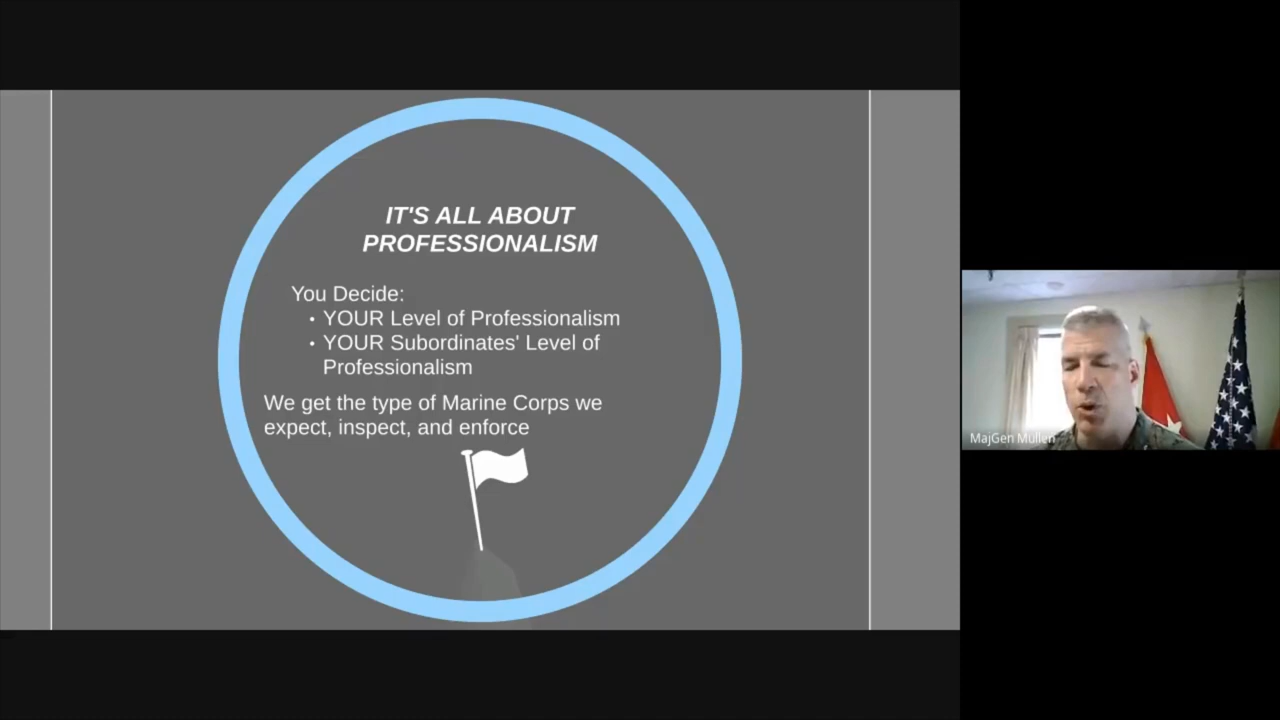 IT'S ALL ABOUT
PROFESSIONALISM
You Decide:
• YOUR Level of Professionalism
• YOUR Subordinates' Level of
Professionalism
We get the type of Marine Corps we
expect, inspect, and enforce
MajGen Mullen